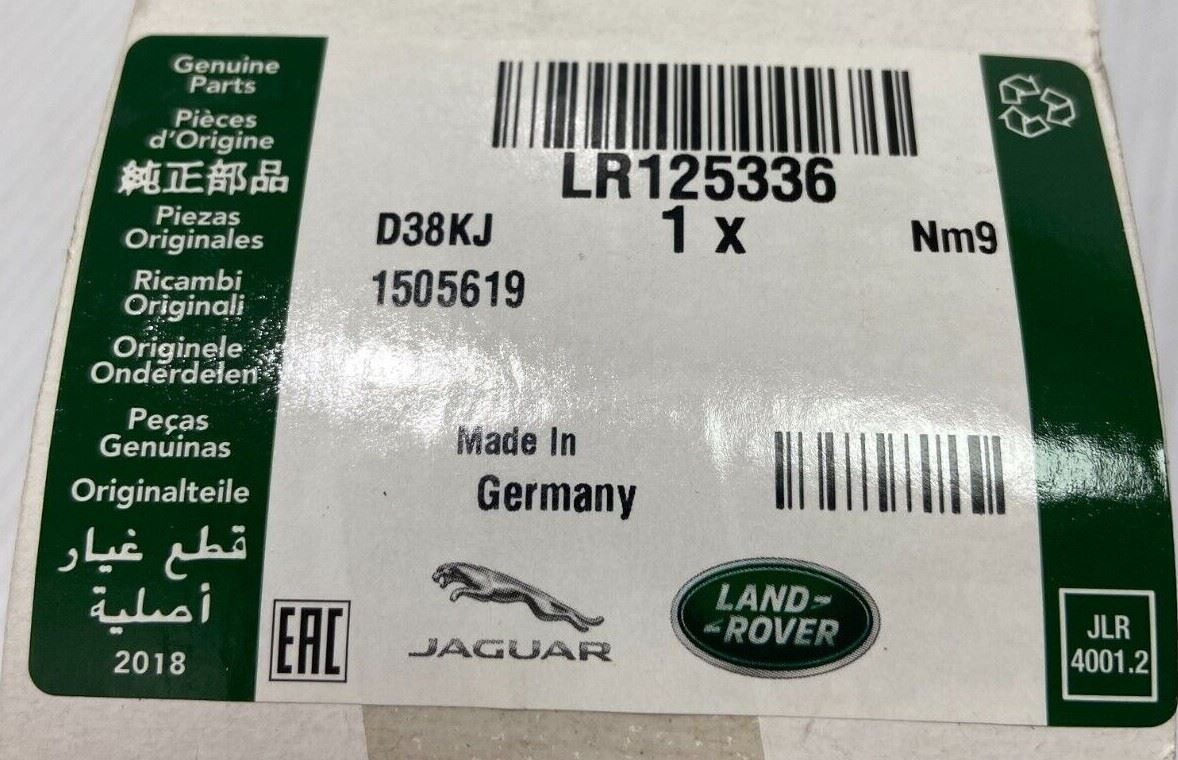 Genuine
Parts
Pièces
d'Origine
純正部品
Piezas
Originales
Ricambi
Originali
Originele
Onderdelen
Peças
Genuínas
Originalteile
قطع غيار
أصلية
2018
LR125336
D38KJ 1 x Nm9
1505619
Made In
Germany
EAC
JAGUAR
LAND-
-ROVER
JLR
4001.2